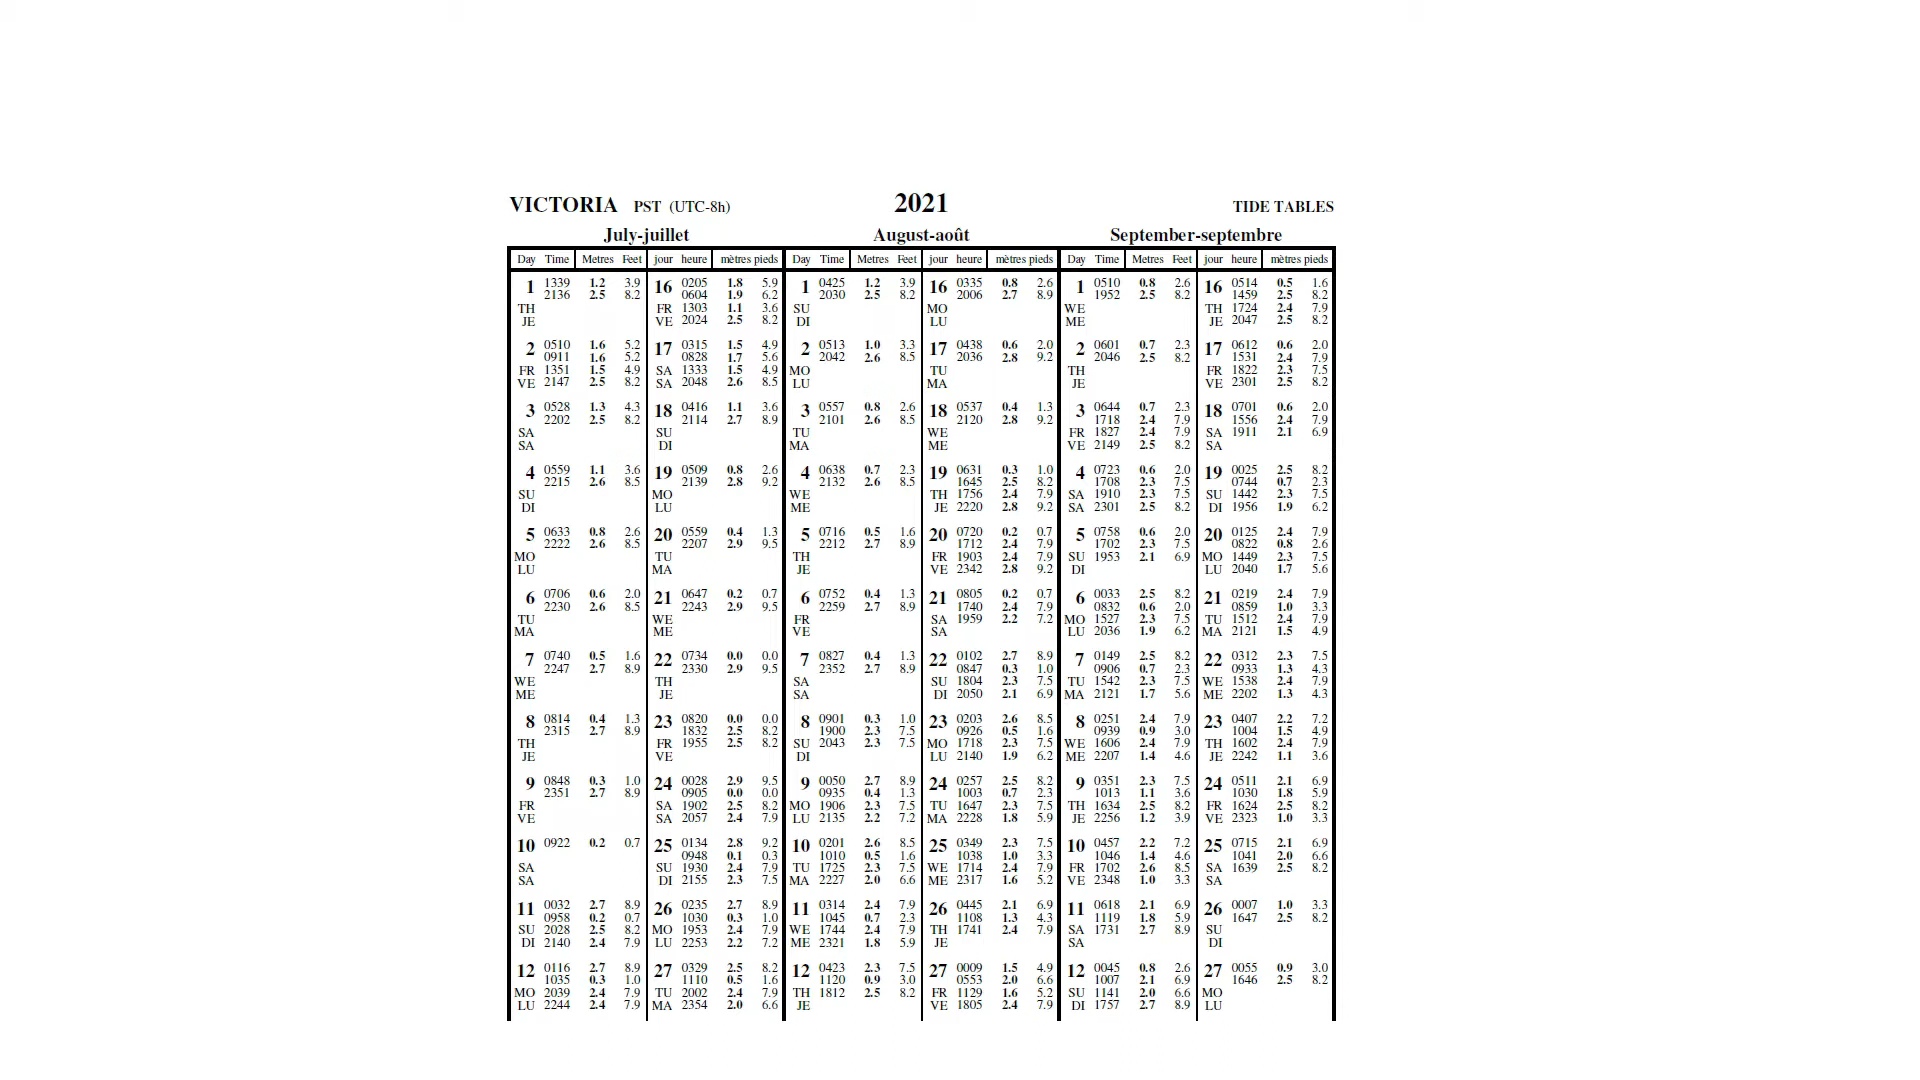 VICTORIA PST (UTC-8h) 2021 TIDE TABLES
July-juillet August-août September-septembre
Day Time Metres Feet jour heure mètres pieds Day Time Metres Feet jour heure mètres pieds Day Time Metres Feet jour heure mètres pieds
1 1339 1.2 3.9 16 0205 1.8 5.9 1 0425 1.2 3.9 16 0335 0.8 2.6 1 0510 0.8 2.6 16 0514 0.5 1.6
2136 2.5 8.2 0604 1.9 6.2 2030 2.5 8.2 2006 2.7 8.9 1952 2.5 8.2 1459 2.5 8.2
TH FR 1303 1.1 3.6 SU MO WE TH 1724 2.4 7.9
JE VE 2024 2.5 8.2 DI LU ME JE 2047 2.5 8.2
2 0510 1.6 5.2 17 0315 1.5 4.9 2 0513 1.0 3.3 17 0438 0.6 2.0 2 0601 0.7 2.3 17 0612 0.6 2.0
0911 1.6 5.2 0828 1.7 5.6 2042 2.6 8.5 2036 2.8 9.2 2046 2.5 8.2 1531 2.4 7.9
FR 1351 1.5 4.9 SA 1333 1.5 4.9 MO TU TH FR 1822 2.3 7.5
VE 2147 2.5 8.2 SA 2048 2.6 8.5 LU MA JE VE 2301 2.5 8.2
3 0528 1.3 4.3 18 0416 1.1 3.6 3 0557 0.8 2.6 18 0537 0.4 1.3 3 0644 0.7 2.3 18 0701 0.6 2.0
2202 2.5 8.2 2114 2.7 8.9 2101 2.6 8.5 2120 2.8 9.2 1718 2.4 7.9 1556 2.4 7.9
SA SU TU WE FR 1827 2.4 7.9 SA 1911 2.1 6.9
SA DI MA ME VE 2149 2.5 8.2 SA
4 0559 1.1 3.6 19 0509 0.8 2.6 4 0638 0.7 2.3 19 0631 0.3 1.0 4 0723 0.6 2.0 19 0025 2.5 8.2
2215 2.6 8.5 2139 2.8 9.2 2132 2.6 8.5 1645 2.5 8.2 1708 2.3 7.5 0744 0.7 2.3
SU MO WE TH 1756 2.4 7.9 SA 1910 2.3 7.5 SU 1442 2.3 7.5
DI LU ME JE 2220 2.8 9.2 SA 2301 2.5 8.2 DI 1956 1.9 6.2
5 0633 0.8 2.6 20 0559 0.4 1.3 5 0716 0.5 1.6 20 0720 0.2 0.7 5 0758 0.6 2.0 20 0125 2.4 7.9
2222 2.6 8.5 2207 2.9 9.5 2212 2.7 8.9 1712 2.4 7.9 1702 2.3 7.5 0822 0.8 2.6
MO TU TH FR 1903 2.4 7.9 SU 1953 2.1 6.9 MO 1449 2.3 7.5
LU MA JE VE 2342 2.8 9.2 DI LU 2040 1.7 5.6
6 0706 0.6 2.0 21 0647 0.2 0.7 6 0752 0.4 1.3 21 0805 0.2 0.7 6 0033 2.5 8.2 21 0219 2.4 7.9
2230 2.6 8.5 2243 2.9 9.5 2259 2.7 8.9 1740 2.4 7.9 0832 0.6 2.0 0859 1.0 3.3
TU WE FR SA 1959 2.2 7.2 MO 1527 2.3 7.5 TU 1512 2.4 7.9
MA ME VE SA LU 2036 1.9 6.2 MA 2121 1.5 4.9
7 0740 0.5 1.6 22 0734 0.0 0.0 7 0827 0.4 1.3 22 0102 2.7 8.9 7 0149 2.5 8.2 22 0312 2.3 7.5
2247 2.7 8.9 2330 2.9 9.5 2352 2.7 8.9 0847 0.3 1.0 0906 0.7 2.3 0933 1.3 4.3
WE TH SA SU 1804 2.3 7.5 TU 1542 2.3 7.5 WE 1538 2.4 7.9
ME JE SA DI 2050 2.1 6.9 MA 2121 1.7 5.6 ME 2202 1.3 4.3
8 0814 0.4 1.3 23 0820 0.0 0.0 8 0901 0.3 1.0 23 0203 2.6 8.5 8 0251 2.4 7.9 23 0407 2.2 7.2
2315 2.7 8.9 1832 2.5 8.2 1900 2.3 7.5 0926 0.5 1.6 0939 0.9 3.0 1004 1.5 4.9
TH FR 1955 2.5 8.2 SU 2043 2.3 7.5 MO 1718 2.3 7.5 WE 1606 2.4 7.9 TH 1602 2.4 7.9
JE VE DI LU 2140 1.9 6.2 ME 2207 1.4 4.6 JE 2242 1.1 3.6
9 0848 0.3 1.0 24 0028 2.9 9.5 9 0050 2.7 8.9 24 0257 2.5 8.2 9 0351 2.3 7.5 24 0511 2.1 6.9
2351 2.7 8.9 0905 0.0 0.0 0935 0.4 1.3 1003 0.7 2.3 1013 1.1 3.6 1030 1.8 5.9
FR SA 1902 2.5 8.2 MO 1906 2.3 7.5 TU 1647 2.3 7.5 TH 1634 2.5 8.2 FR 1624 2.5 8.2
VE SA 2057 2.4 7.9 LU 2135 2.2 7.2 MA 2228 1.8 5.9 JE 2256 1.2 3.9 VE 2323 1.0 3.3
10 0922 0.2 0.7 25 0134 2.8 9.2 10 0201 2.6 8.5 25 0349 2.3 7.5 10 0457 2.2 7.2 25 0715 2.1 6.9
0948 0.1 0.3 1010 0.5 1.6 1038 1.0 3.3 1046 1.4 4.6 1041 2.0 6.6
SA SU 1930 2.4 7.9 TU 1725 2.3 7.5 WE 1714 2.4 7.9 FR 1702 2.6 8.5 SA 1639 2.5 8.2
SA DI 2155 2.3 7.5 MA 2227 2.0 6.6 ME 2317 1.6 5.2 VE 2348 1.0 3.3 SA
11 0032 2.7 8.9 26 0235 2.7 8.9 11 0314 2.4 7.9 26 0445 2.1 6.9 11 0618 2.1 6.9 26 0007 1.0 3.3
0958 0.2 0.7 1030 0.3 1.0 1045 0.7 2.3 1108 1.3 4.3 1119 1.8 5.9 1647 2.5 8.2
SU 2028 2.5 8.2 MO 1953 2.4 7.9 WE 1744 2.4 7.9 TH 1741 2.4 7.9 SA 1731 2.7 8.9 SU
DI 2140 2.4 7.9 LU 2253 2.2 7.2 ME 2321 1.8 5.9 JE SA DI
12 0116 2.7 8.9 27 0329 2.5 8.2 12 0423 2.3 7.5 27 0009 1.5 4.9 12 0045 0.8 2.6 27 0055 0.9 3.0
1035 0.3 1.0 1110 0.5 1.6 1120 0.9 3.0 0553 2.0 6.6 1007 2.1 6.9 1646 2.5 8.2
MO 2039 2.4 7.9 TU 2002 2.4 7.9 TH 1812 2.5 8.2 FR 1129 1.6 5.2 SU 1141 2.0 6.6 MO
LU 2244 2.4 7.9 MA 2354 2.0 6.6 JE VE 1805 2.4 7.9 DI 1757 2.7 8.9 LU